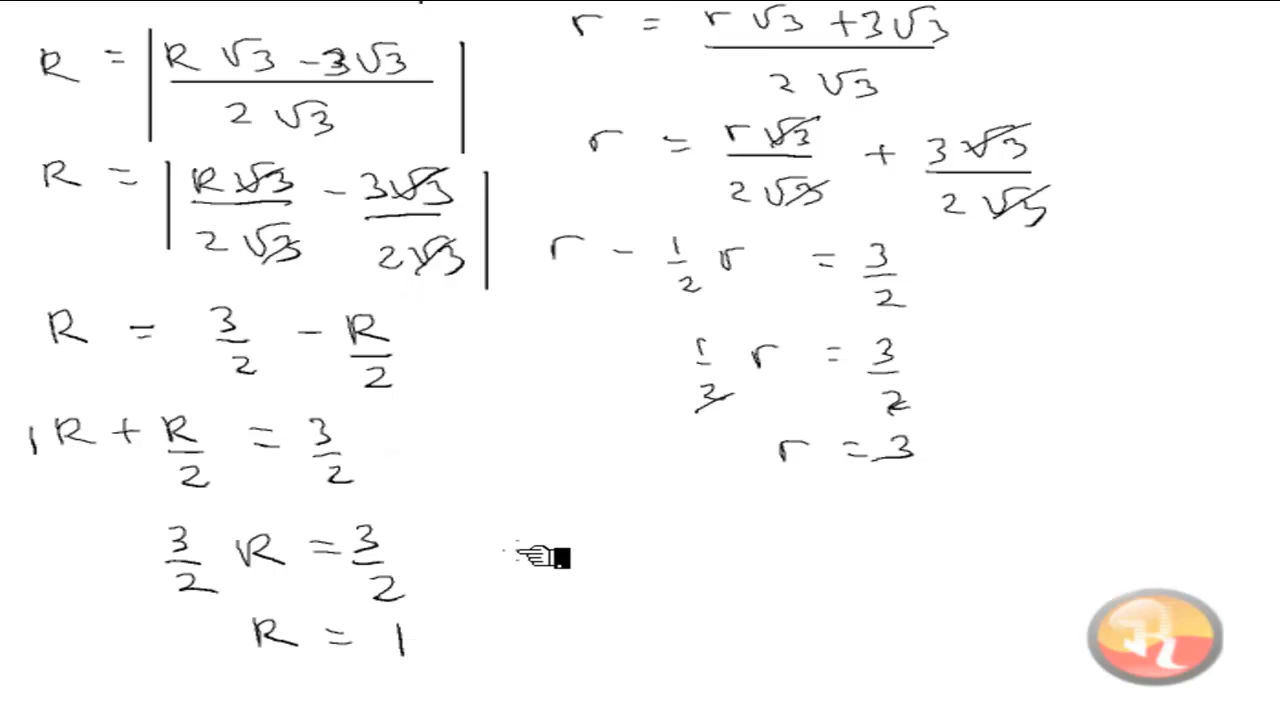 R = |(R√3 - 3√3)/(2√3)|
R = |R√3/(2√3) - 3√3/(2√3)|
R = 3/2 - R/2
1R + R/2 = 3/2
3/2 R = 3/2
R = 1
r = (r√3 + 3√3)/(2√3)
r = r√3/(2√3) + 3√3/(2√3)
r - 1/2 r = 3/2
1/2 r = 3/2
r = 3